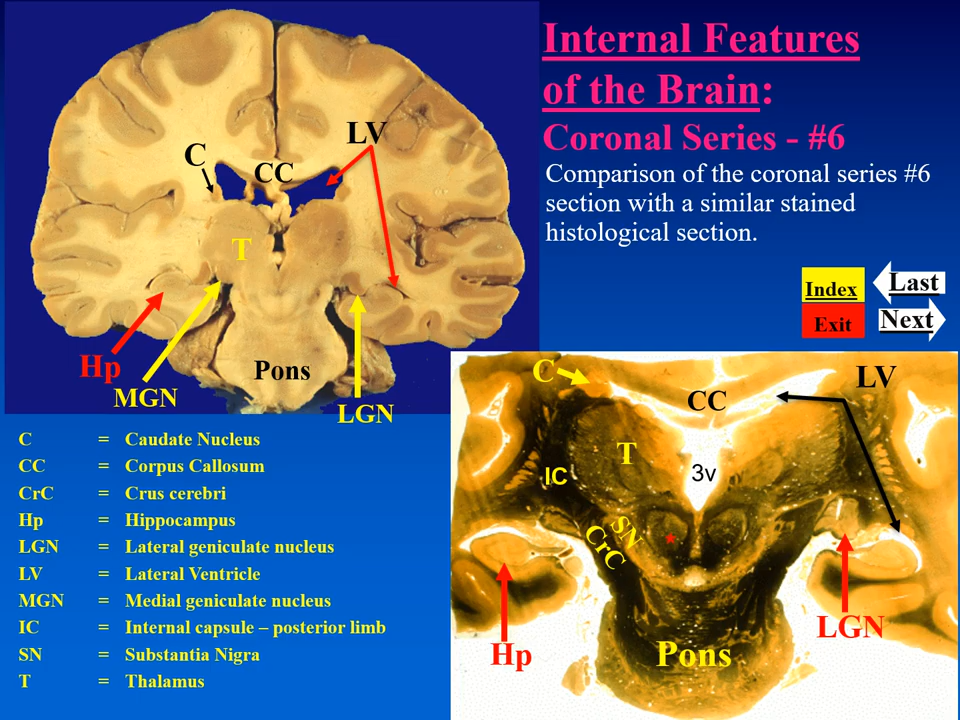 Internal Features
of the Brain:
Coronal Series - #6
Comparison of the coronal series #6
section with a similar stained
histological section.
Index
Exit
Last
Next
C
CC
LV
T
Hp
MGN
Pons
LGN
C = Caudate Nucleus
CC = Corpus Callosum
CrC = Crus cerebri
Hp = Hippocampus
LGN = Lateral geniculate nucleus
LV = Lateral Ventricle
MGN = Medial geniculate nucleus
IC = Internal capsule – posterior limb
SN = Substantia Nigra
T = Thalamus
C
CC
LV
T
IC
3v
SN
CrC
*
LGN
Hp
Pons